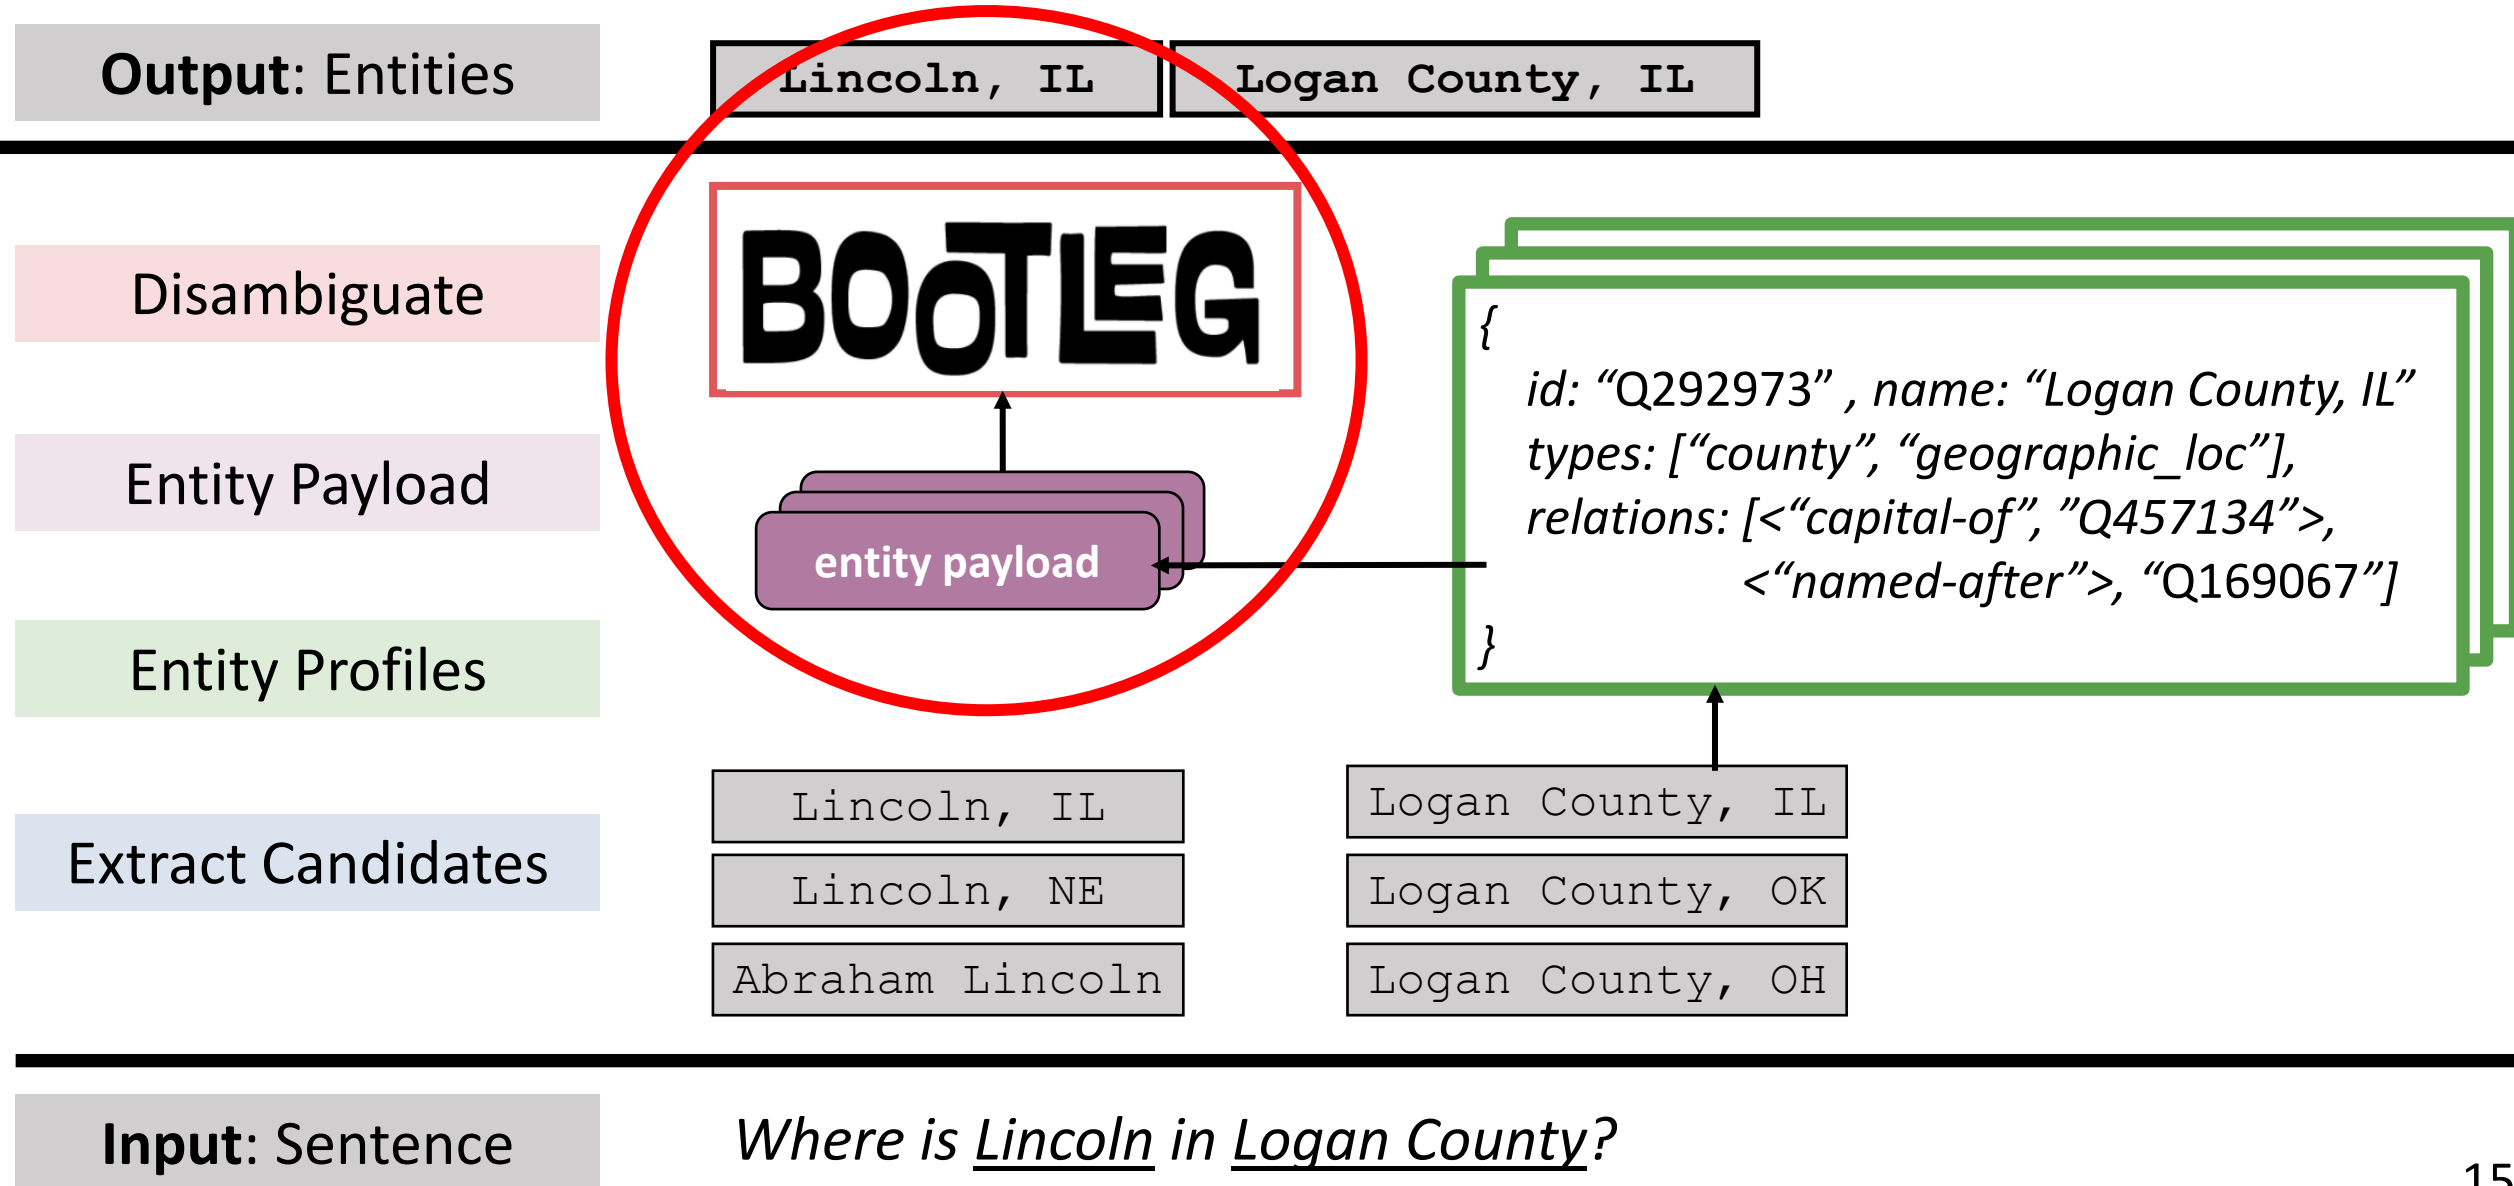 Output: Entities
Lincoln, IL
Logan County, IL
Disambiguate
BOOTLEG
Entity Payload
entity payload
Entity Profiles
{
id: “Q292973” , name: “Logan County, IL”
types: [“county”, “geographic_loc”],
relations: [<“capital-of”, ”Q457134”>,
<“named-after”>, “Q169067”]
}
Extract Candidates
Lincoln, IL
Lincoln, NE
Abraham Lincoln
Logan County, IL
Logan County, OK
Logan County, OH
Input: Sentence
Where is Lincoln in Logan County?
15